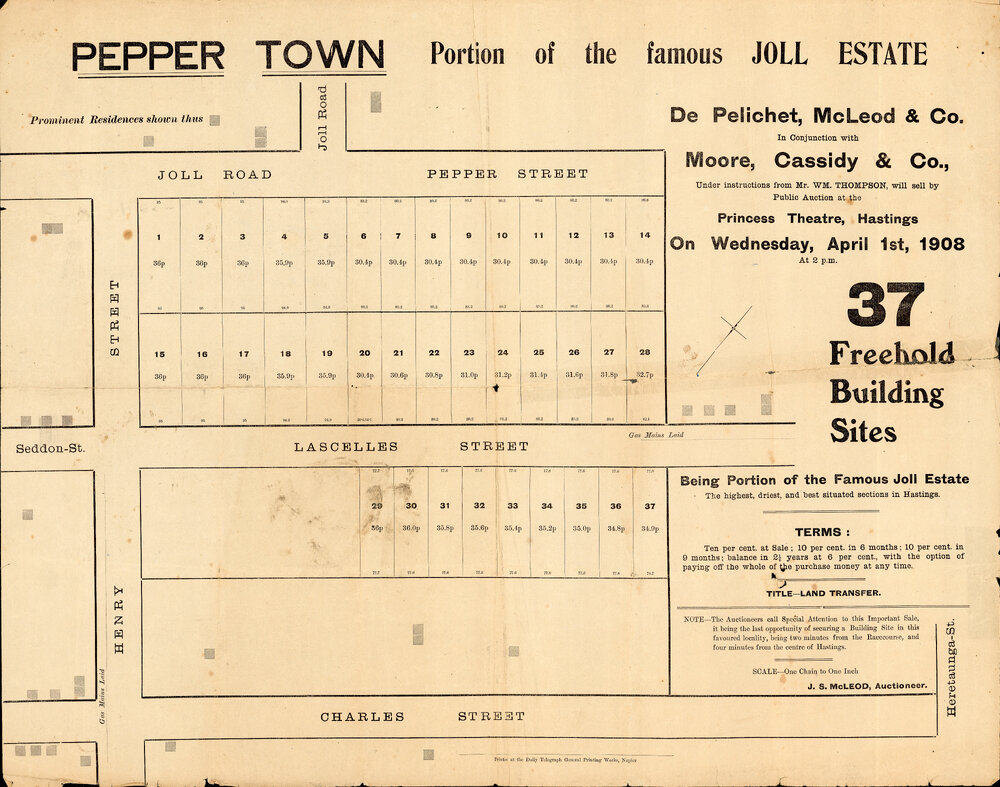 PEPPER TOWN Portion of the famous JOLL ESTATE
Prominent Residences shown thus
Joll Road
De Pelichet, McLeod & Co.
In Conjunction with
Moore, Cassidy & Co.,
Under instructions from Mr. WM. THOMPSON, will sell by
Public Auction at the
Princess Theatre, Hastings
On Wednesday, April 1st, 1908
At 2 p.m.
37
Freehold
Building
Sites
Being Portion of the Famous Joll Estate
The highest, driest, and best situated sections in Hastings.
TERMS :
Ten per cent. at Sale; 10 per cent. in 6 months; 10 per cent. in
9 months; balance in 2½ years at 6 per cent., with the option of
paying off the whole of the purchase money at any time.
TITLE—LAND TRANSFER.
NOTE—The Auctioneers call Special Attention to this Important Sale,
it being the last opportunity of securing a Building Site in this
favoured locality, being two minutes from the Racecourse, and
four minutes from the centre of Hastings.
SCALE—One Chain to One Inch
J. S. McLEOD, Auctioneer.
JOLL ROAD PEPPER STREET
1 2 3 4 5 6 7 8 9 10 11 12 13 14
36p 36p 36p 35.9p 35.9p 30.4p 30.4p 30.4p 30.4p 30.4p 30.4p 30.4p 30.4p 30.4p
15 16 17 18 19 20 21 22 23 24 25 26 27 28
36p 36p 36p 35.9p 35.9p 30.4p 30.6p 30.8p 31.0p 31.2p 31.4p 31.6p 31.8p 32.7p
STREET
Seddon-St.
LASCELLES STREET
Gas Mains Laid
29 30 31 32 33 34 35 36 37
36p 36.0p 35.8p 35.6p 35.4p 35.2p 35.0p 34.8p 34.9p
HENRY
Gas Mains Laid
Heretaunga-St.
CHARLES STREET
Printed at the Daily Telegraph General Printing Works, Napier